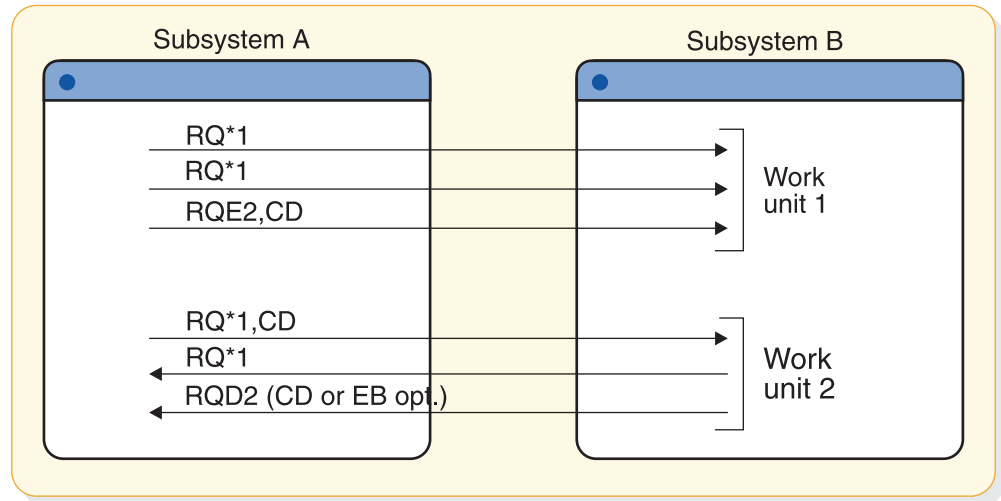 Subsystem A
Subsystem B
RQ*1
RQ*1
RQE2,CD
Work
unit 1
RQ*1,CD
RQ*1
RQD2 (CD or EB opt.)
Work
unit 2